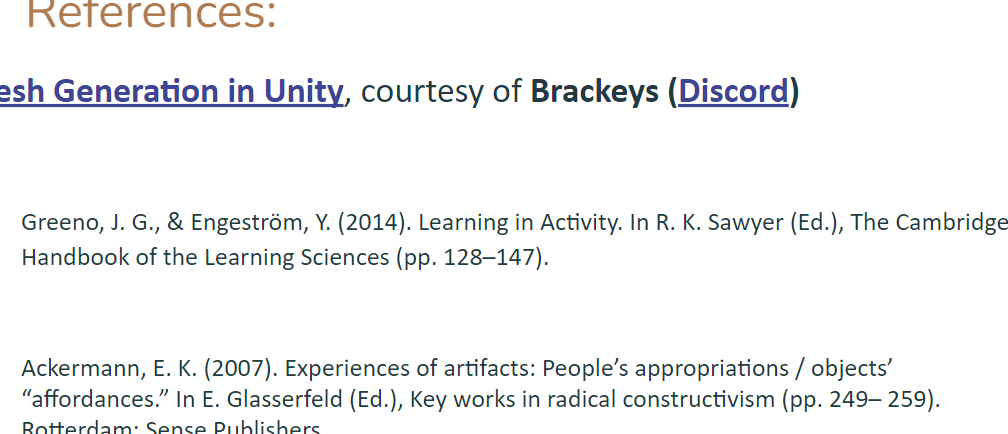 References:
esh Generation in Unity, courtesy of Brackeys (Discord)
Greeno, J. G., & Engeström, Y. (2014). Learning in Activity. In R. K. Sawyer (Ed.), The Cambridge
Handbook of the Learning Sciences (pp. 128–147).
Ackermann, E. K. (2007). Experiences of artifacts: People’s appropriations / objects’
“affordances.” In E. Glasserfeld (Ed.), Key works in radical constructivism (pp. 249– 259).
Rotterdam: Sense Publishers